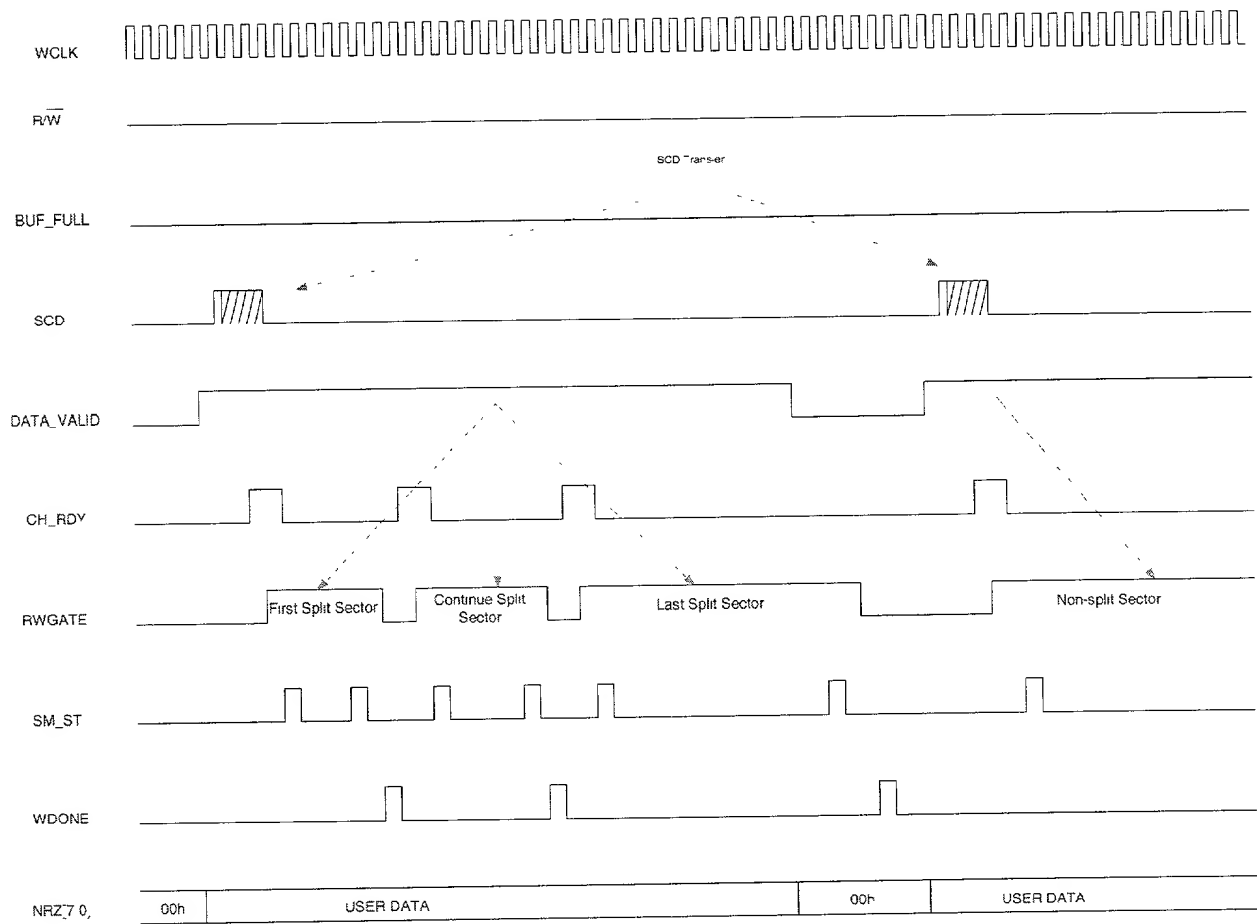 WCLK
R/W
BUF_FULL
SCD
SCD
DATA_VALID
CH_RDY
RWGATE
First Split Sector
Continue Split
Sector
Last Split Sector
Non-split Sector
SM_ST
WDONE
00h
USER DATA
00h
USER DATA